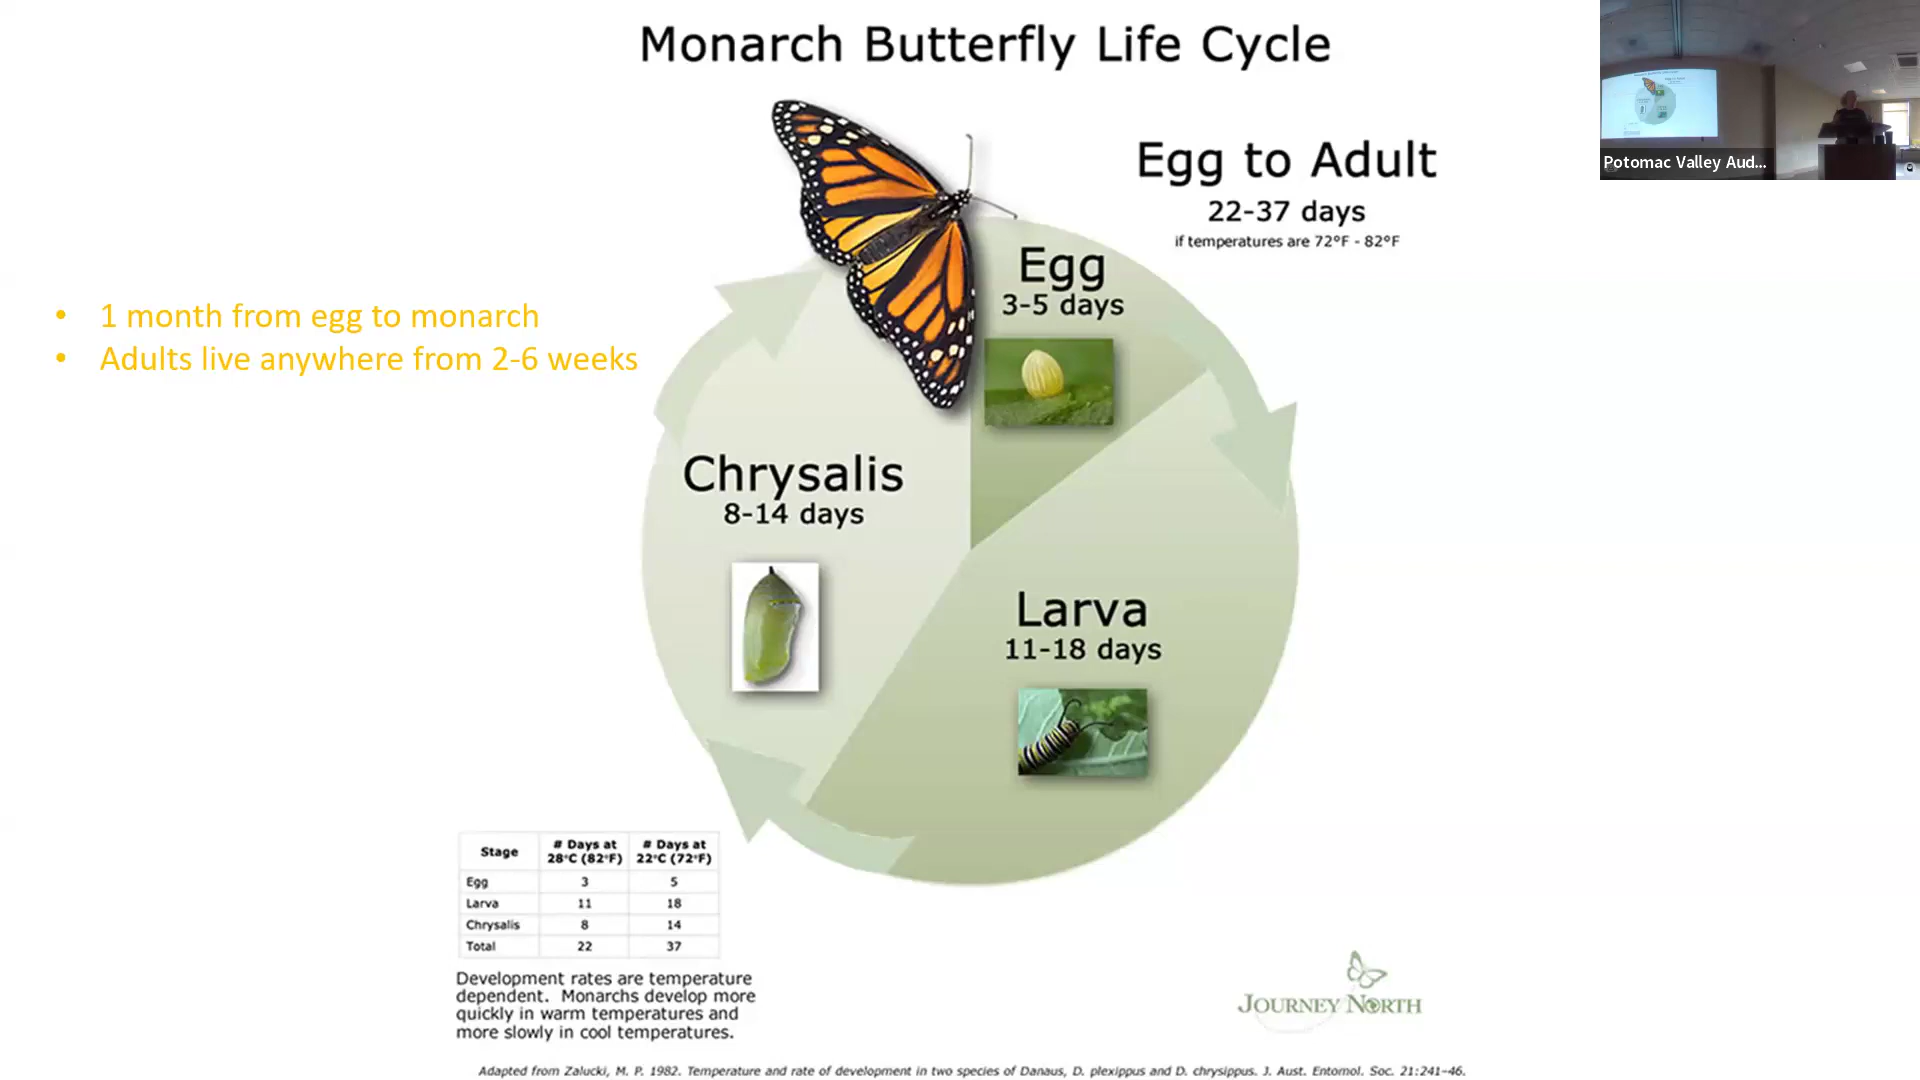 Monarch Butterfly Life Cycle
Potomac Valley Aud...
Egg to Adult
22-37 days
if temperatures are 72°F - 82°F
• 1 month from egg to monarch
• Adults live anywhere from 2-6 weeks
Egg
3-5 days
Chrysalis
8-14 days
Larva
11-18 days
Stage # Days at 28°C (82°F) # Days at 22°C (72°F)
Egg 3 5
Larva 11 18
Chrysalis 8 14
Total 22 37
Development rates are temperature
dependent. Monarchs develop more
quickly in warm temperatures and
more slowly in cool temperatures.
JOURNEY NORTH
Adapted from Zalucki, M. P. 1982. Temperature and rate of development in two species of Danaus, D. plexippus and D. chrysippus. J. Aust. Entomol. Soc. 21:241-46.